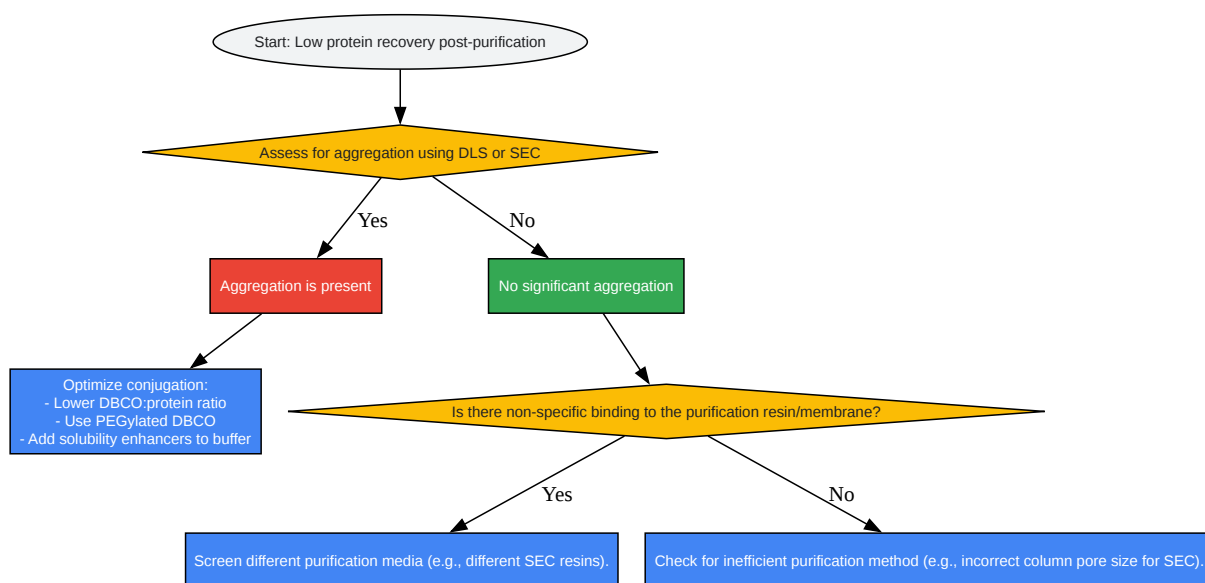 Start: Low protein recovery post-purification
Assess for aggregation using DLS or SEC
Yes
No
Aggregation is present
No significant aggregation
Optimize conjugation:
- Lower DBCO:protein ratio
- Use PEGylated DBCO
- Add solubility enhancers to buffer
Is there non-specific binding to the purification resin/membrane?
Yes
No
Screen different purification media (e.g., different SEC resins).
Check for inefficient purification method (e.g., incorrect column pore size for SEC).